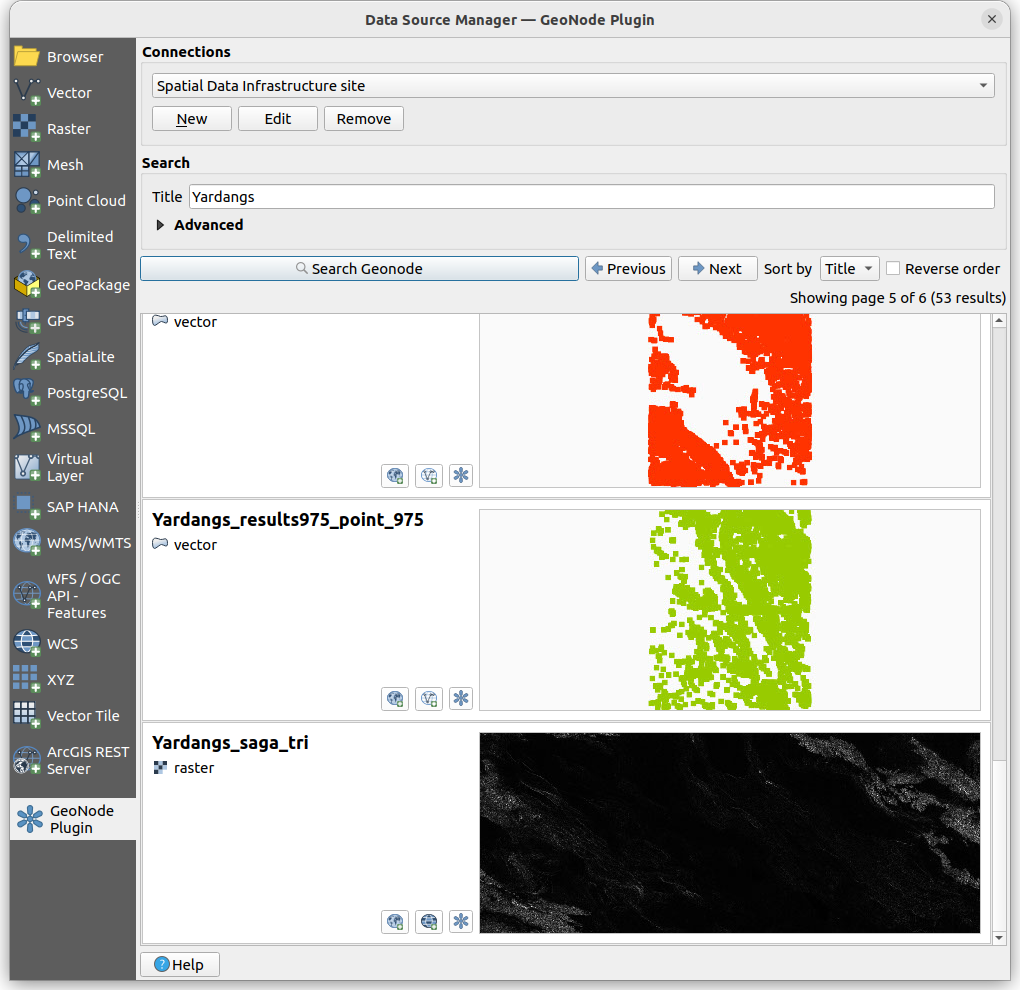 Data Source Manager — GeoNode Plugin
Browser
Vector
Raster
Mesh
Point Cloud
Delimited
Text
GeoPackage
GPS
SpatiaLite
PostgreSQL
MSSQL
Virtual
Layer
SAP HANA
WMS/WMTS
WFS / OGC
API -
Features
WCS
XYZ
Vector Tile
ArcGIS REST
Server
GeoNode
Plugin
Connections
Spatial Data Infrastructure site
New Edit Remove
Search
Title Yardangs
Advanced
Search Geonode Previous Next Sort by Title Reverse order
Showing page 5 of 6 (53 results)
vector
Yardangs_results975_point_975
vector
Yardangs_saga_tri
raster
? Help